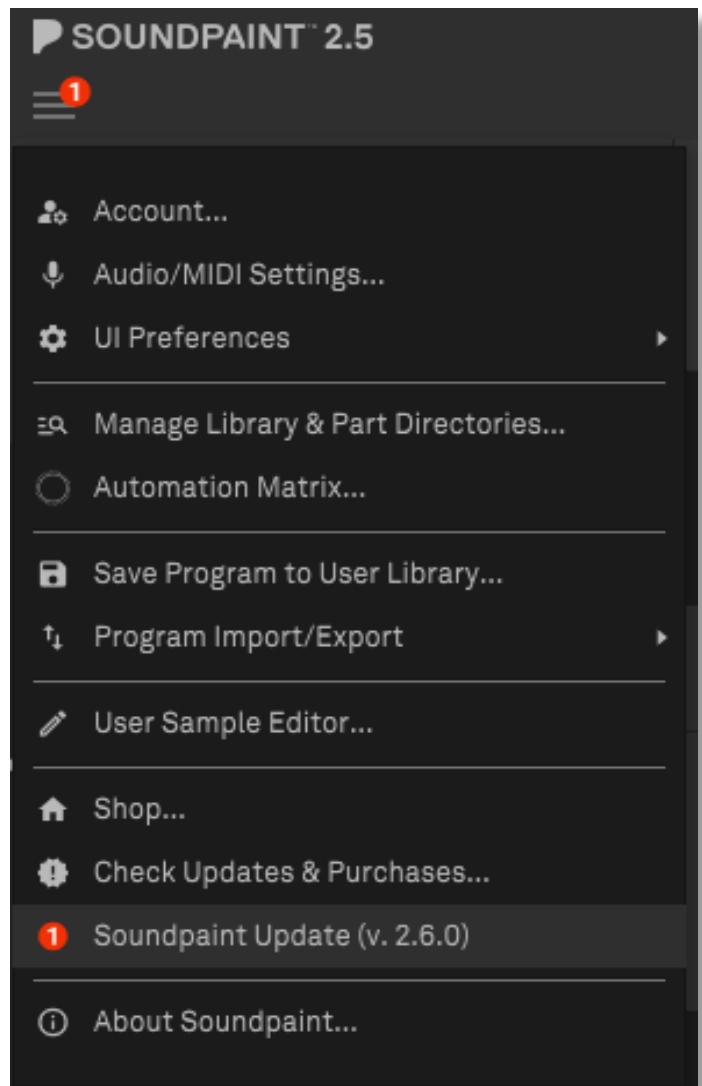 SOUNDPAINT™ 2.5
1
Account...
Audio/MIDI Settings...
UI Preferences
Manage Library & Part Directories...
Automation Matrix...
Save Program to User Library...
Program Import/Export
User Sample Editor...
Shop...
Check Updates & Purchases...
1 Soundpaint Update (v. 2.6.0)
About Soundpaint...